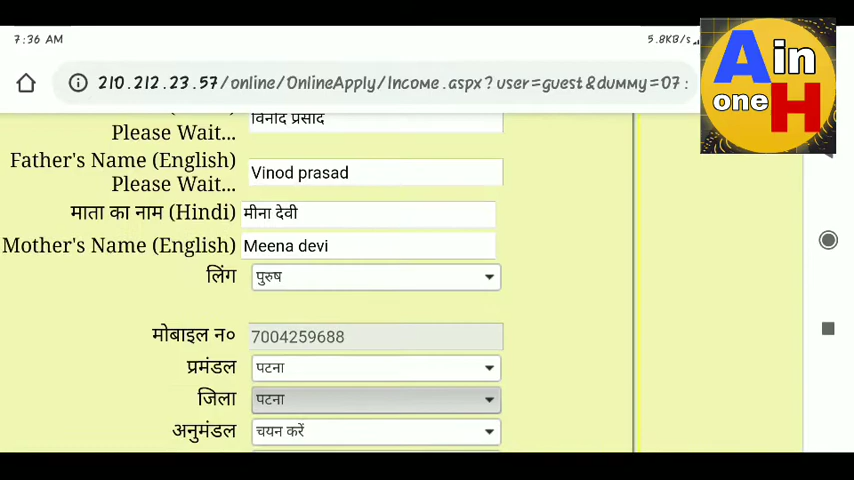 7:36 AM
5.8KB/s
210.212.23.57/online/OnlineApply/Income.aspx?user=guest&dummy=07:
A in
one H
विनोद प्रसाद
Please Wait...
Father's Name (English) Vinod prasad
Please Wait...
माता का नाम (Hindi) मीना देवी
Mother's Name (English) Meena devi
लिंग पुरुष
मोबाइल न० 7004259688
प्रमंडल पटना
जिला पटना
अनुमंडल चयन करें